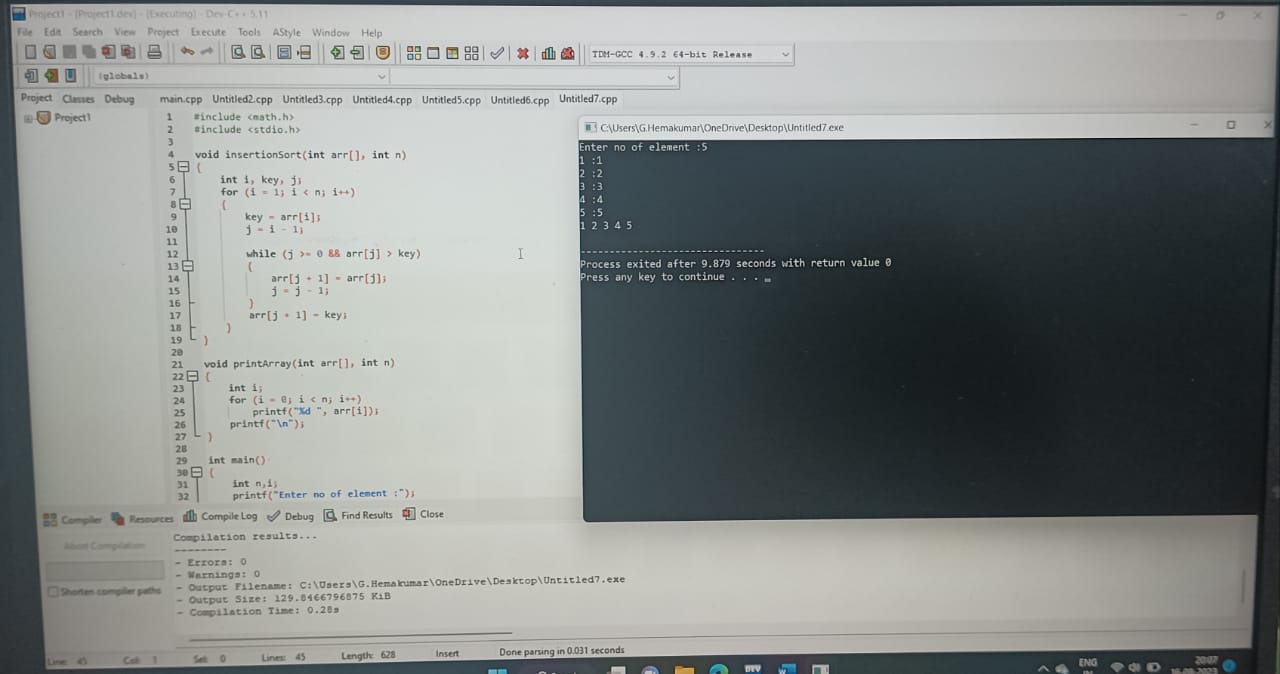 Project1 - [Project1.dev] - [Executing] - Dev-C++ 5.11
File Edit Search View Project Execute Tools AStyle Window Help
TDM-GCC 4.9.2 64-bit Release
(globals)
Project Classes Debug
main.cpp Untitled2.cpp Untitled3.cpp Untitled4.cpp Untitled5.cpp Untitled6.cpp Untitled7.cpp
Project1
1 #include <math.h>
2 #include <stdio.h>
3
4 void insertionSort(int arr[], int n)
5 {
6 int i, key, j;
7 for (i = 1; i < n; i++)
8 {
9 key = arr[i];
10 j = i - 1;
11
12 while (j >= 0 && arr[j] > key)
13 {
14 arr[j + 1] = arr[j];
15 j = j - 1;
16 }
17 arr[j + 1] = key;
18 }
19 }
20
21 void printArray(int arr[], int n)
22 {
23 int i;
24 for (i = 0; i < n; i++)
25 printf("%d ", arr[i]);
26 printf("\n");
27 }
28
29 int main()
30 {
31 int n,i;
32 printf("Enter no of element :");
C:\Users\G.Hemakumar\OneDrive\Desktop\Untitled7.exe
Enter no of element :5
1 :1
2 :2
3 :3
4 :4
5 :5
1 2 3 4 5
--------------------------------
Process exited after 9.879 seconds with return value 0
Press any key to continue . . .
Compiler Resources Compile Log Debug Find Results Close
Abort Compilation
Shorten compiler paths
Compilation results...
--------
- Errors: 0
- Warnings: 0
- Output Filename: C:\Users\G.Hemakumar\OneDrive\Desktop\Untitled7.exe
- Output Size: 129.8466796875 KiB
- Compilation Time: 0.28s
Line: 45 Col: 1 Sel: 0 Lines: 45 Length: 628 Insert Done parsing in 0.031 seconds
DEV
W
ENG
IN
20:07